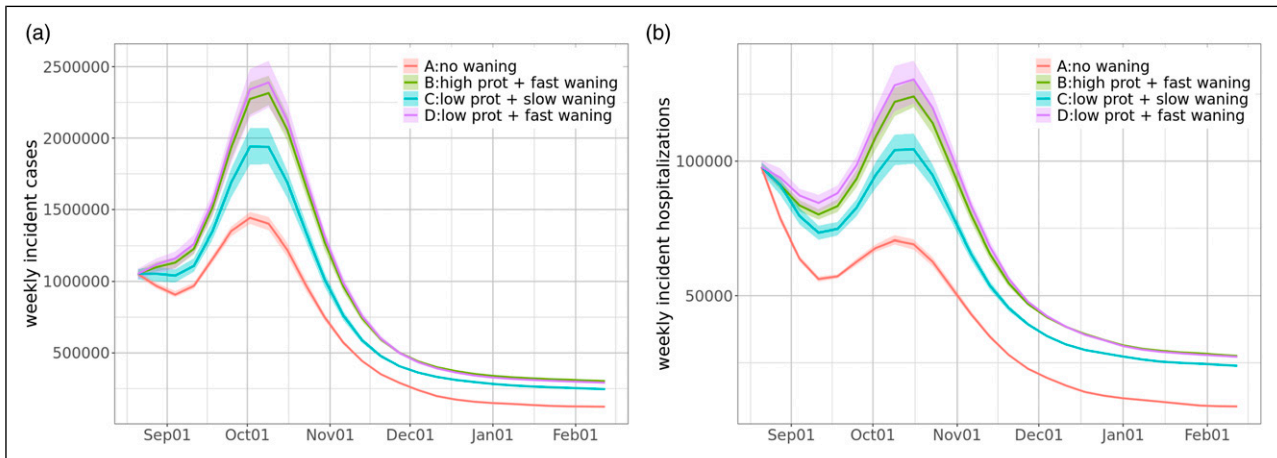 (a)
weekly incident cases
2500000
2000000
1500000
1000000
500000
A:no waning
B:high prot + fast waning
C:low prot + slow waning
D:low prot + fast waning
Sep01 Oct01 Nov01 Dec01 Jan01 Feb01
(b)
weekly incident hospitalizations
100000
50000
A:no waning
B:high prot + fast waning
C:low prot + slow waning
D:low prot + fast waning
Sep01 Oct01 Nov01 Dec01 Jan01 Feb01